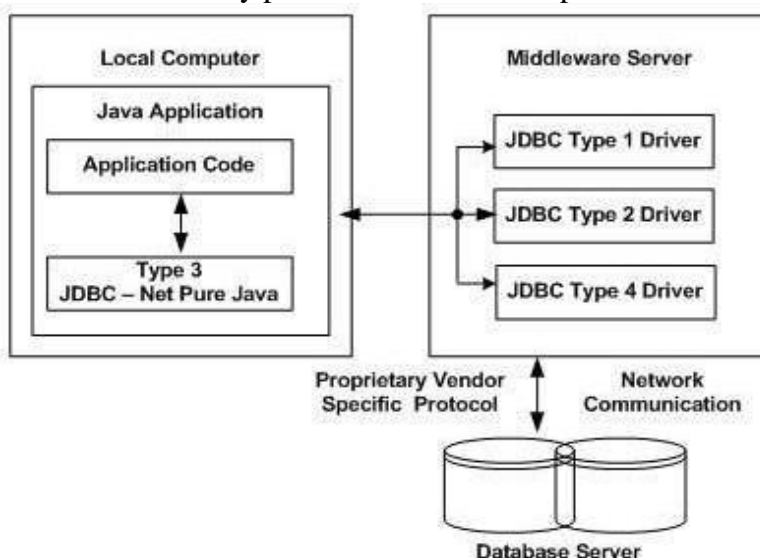 Local Computer
Java Application
Application Code
Type 3
JDBC – Net Pure Java
Middleware Server
JDBC Type 1 Driver
JDBC Type 2 Driver
JDBC Type 4 Driver
Proprietary Vendor
Specific Protocol
Network
Communication
Database Server